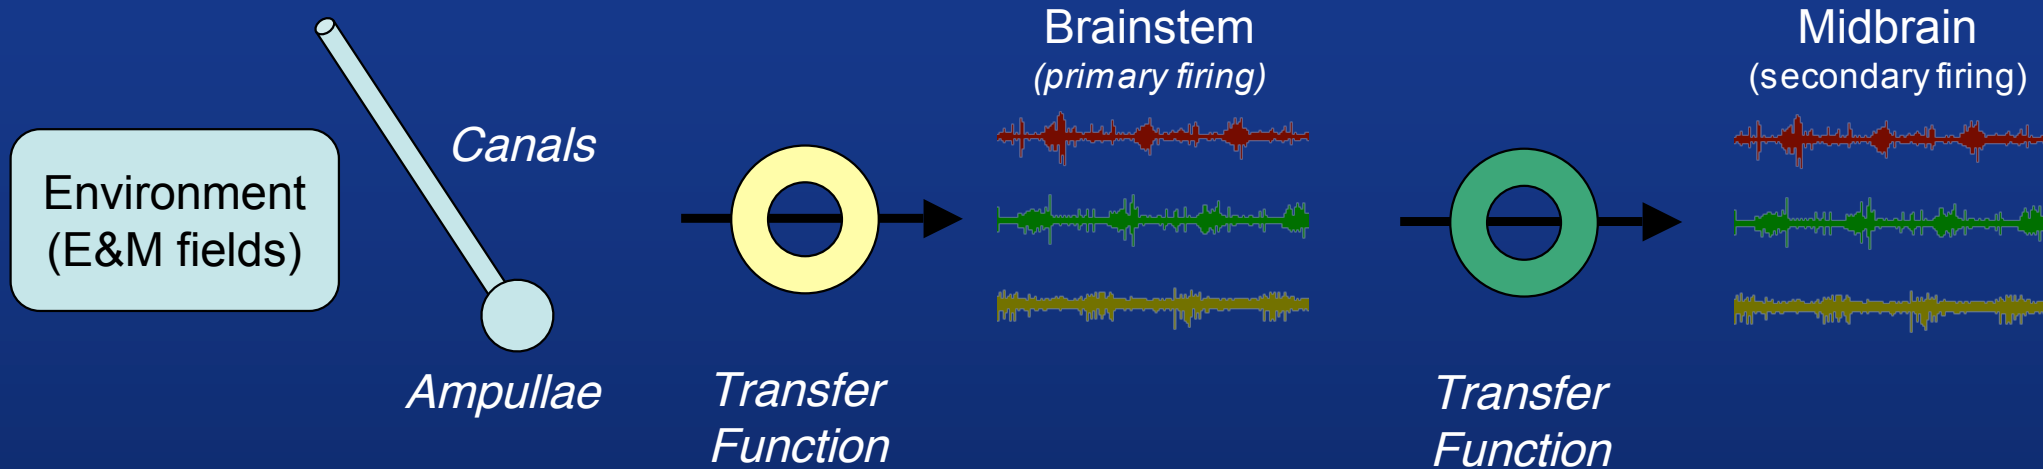 Environment
(E&M fields)
Canals
Ampullae
Transfer
Function
Brainstem
(primary firing)
Transfer
Function
Midbrain
(secondary firing)